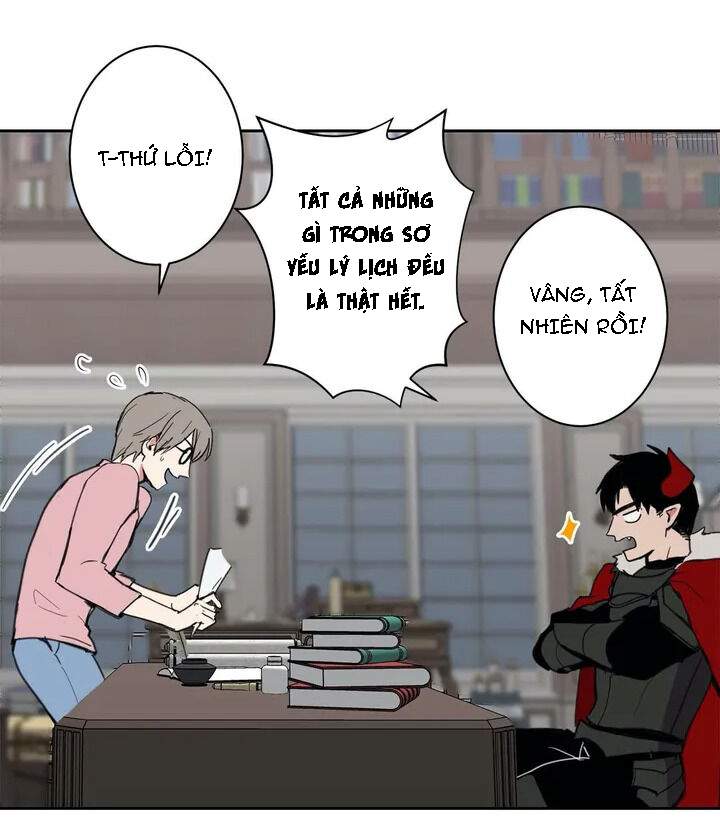 T-THỨ LỖI!
TẤT CẢ NHỮNG
GÌ TRONG SƠ
YẾU LÝ LỊCH ĐỀU
LÀ THẬT HẾT.
VÂNG, TẤT
NHIÊN RỒI!